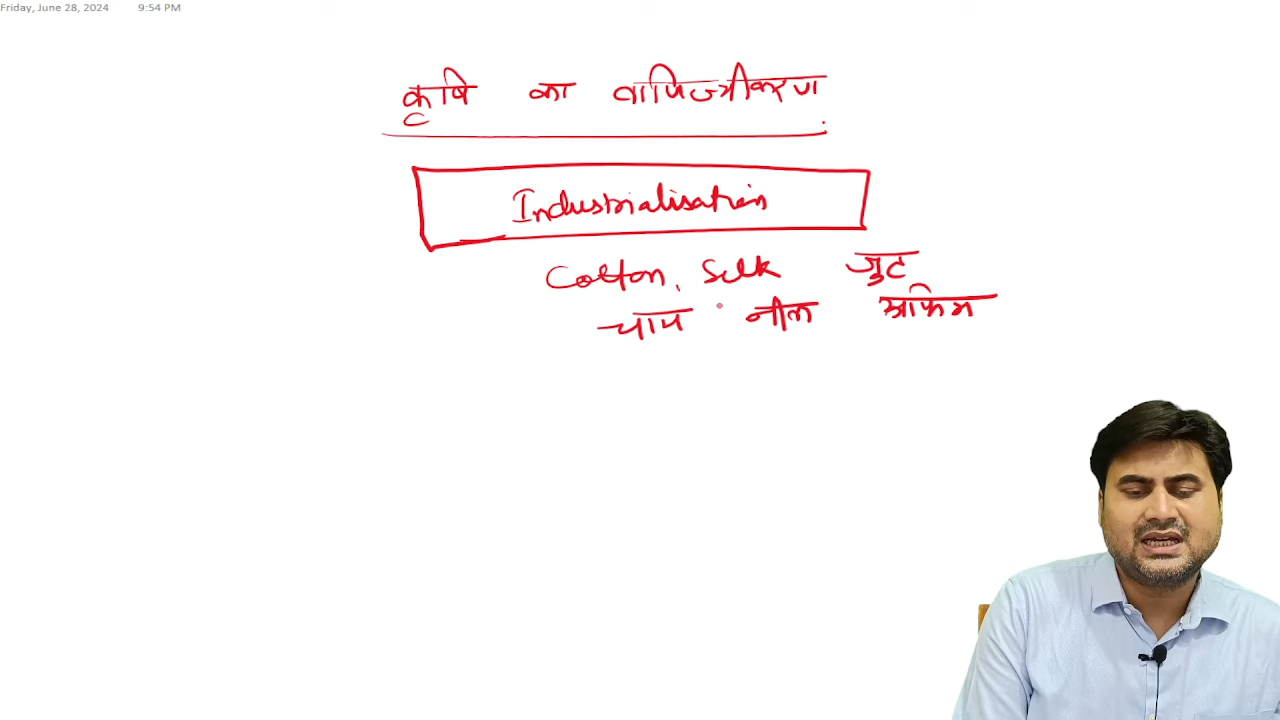 Friday, June 28, 2024 9:54 PM
कृषि का वाणिज्यीकरण
Industrialisation
Cotton, Silk जुट
चाय नील अफिम